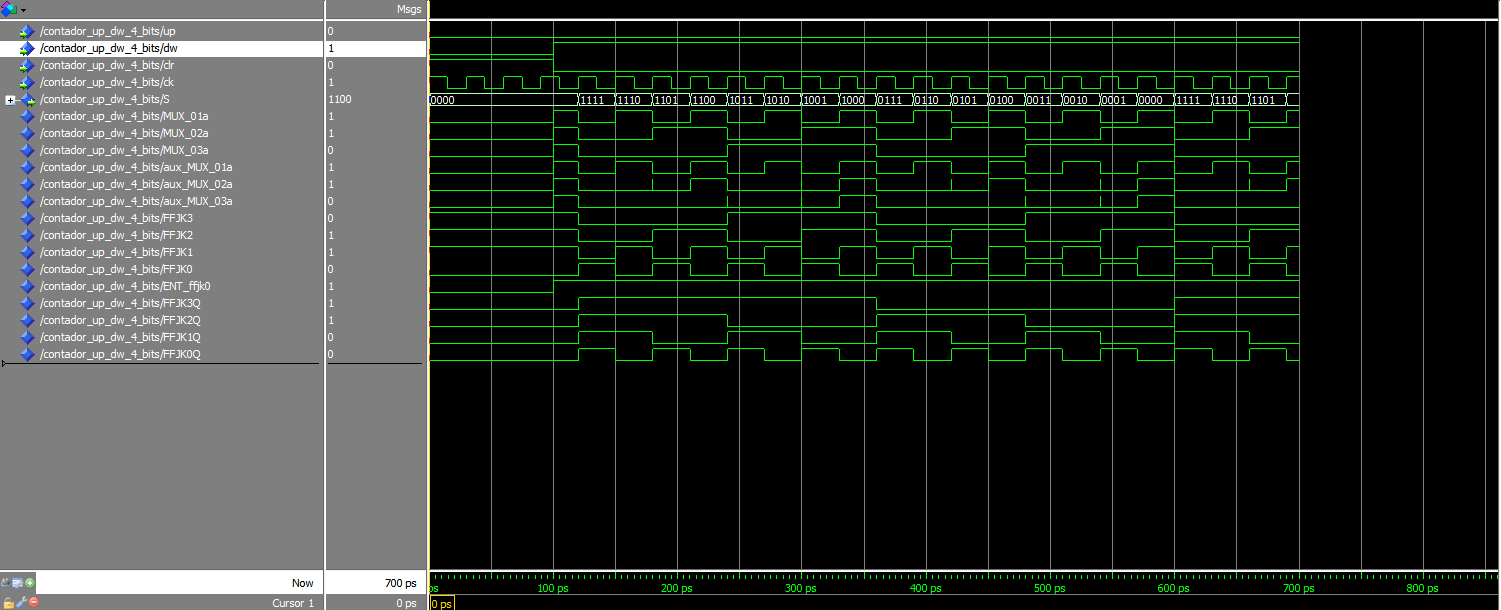 Msgs
/contador_up_dw_4_bits/up 0
/contador_up_dw_4_bits/dw 1
/contador_up_dw_4_bits/clr 0
/contador_up_dw_4_bits/ck 1
/contador_up_dw_4_bits/S 1100 0000 1111 1110 1101 1100 1011 1010 1001 1000 0111 0110 0101 0100 0011 0010 0001 0000 1111 1110 1101
/contador_up_dw_4_bits/MUX_01a 1
/contador_up_dw_4_bits/MUX_02a 1
/contador_up_dw_4_bits/MUX_03a 0
/contador_up_dw_4_bits/aux_MUX_01a 1
/contador_up_dw_4_bits/aux_MUX_02a 1
/contador_up_dw_4_bits/aux_MUX_03a 0
/contador_up_dw_4_bits/FFJK3 0
/contador_up_dw_4_bits/FFJK2 1
/contador_up_dw_4_bits/FFJK1 1
/contador_up_dw_4_bits/FFJK0 0
/contador_up_dw_4_bits/ENT_ffjk0 1
/contador_up_dw_4_bits/FFJK3Q 1
/contador_up_dw_4_bits/FFJK2Q 1
/contador_up_dw_4_bits/FFJK1Q 0
/contador_up_dw_4_bits/FFJK0Q 0
Now 700 ps ps 100 ps 200 ps 300 ps 400 ps 500 ps 600 ps 700 ps 800 ps
Cursor 1 0 ps 0 ps